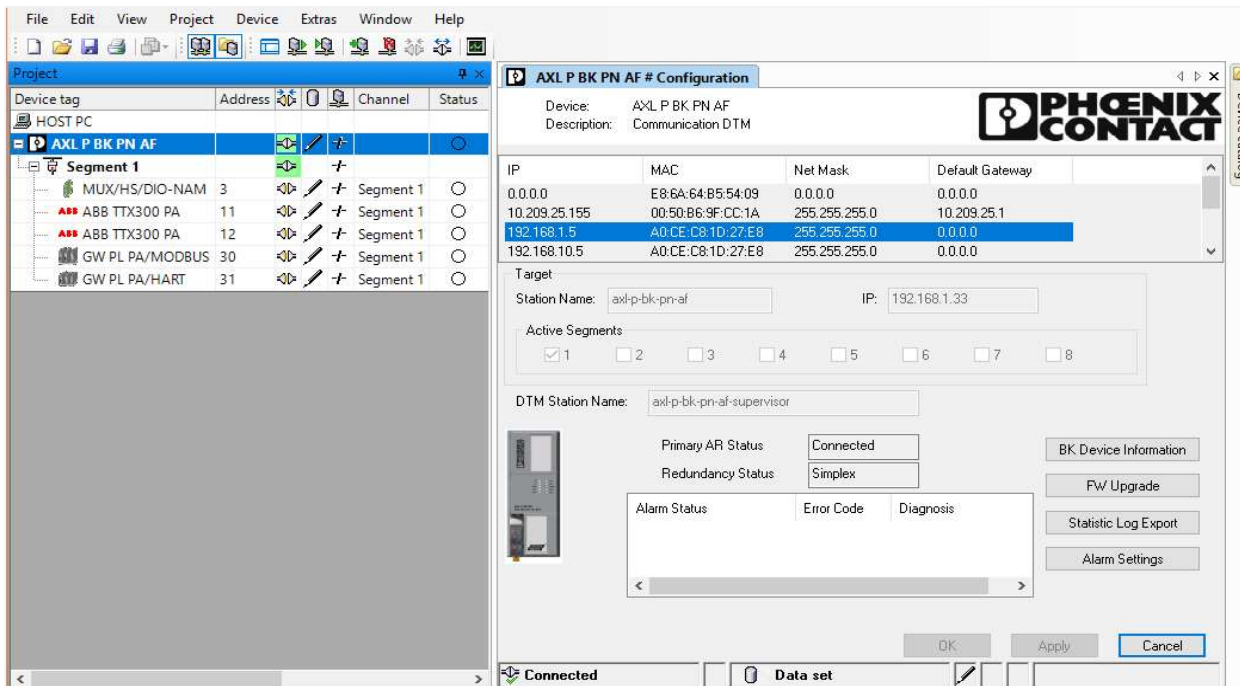 File Edit View Project Device Extras Window Help
Project
Device tag Address Channel Status
HOST PC
AXL P BK PN AF
Segment 1
MUX/HS/DIO-NAM 3 Segment 1
ABB ABB TTX300 PA 11 Segment 1
ABB ABB TTX300 PA 12 Segment 1
GW PL PA/MODBUS 30 Segment 1
GW PL PA/HART 31 Segment 1
AXL P BK PN AF # Configuration
Device: AXL P BK PN AF
Description: Communication DTM
PHŒNIX
CONTACT
IP MAC Net Mask Default Gateway
0.0.0.0 E8:6A:64:B5:54:09 0.0.0.0 0.0.0.0
10.209.25.155 00:50:B6:9F:CC:1A 255.255.255.0 10.209.25.1
192.168.1.5 A0:CE:C8:1D:27:E8 255.255.255.0 0.0.0.0
192.168.10.5 A0:CE:C8:1D:27:E8 255.255.255.0 0.0.0.0
Target
Station Name: axl-p-bk-pn-af IP: 192.168.1.33
Active Segments
1 2 3 4 5 6 7 8
DTM Station Name: axl-p-bk-pn-af-supervisor
Primary AR Status Connected
Redundancy Status Simplex
Alarm Status Error Code Diagnosis
BK Device Information
FW Upgrade
Statistic Log Export
Alarm Settings
OK Apply Cancel
Connected Data set